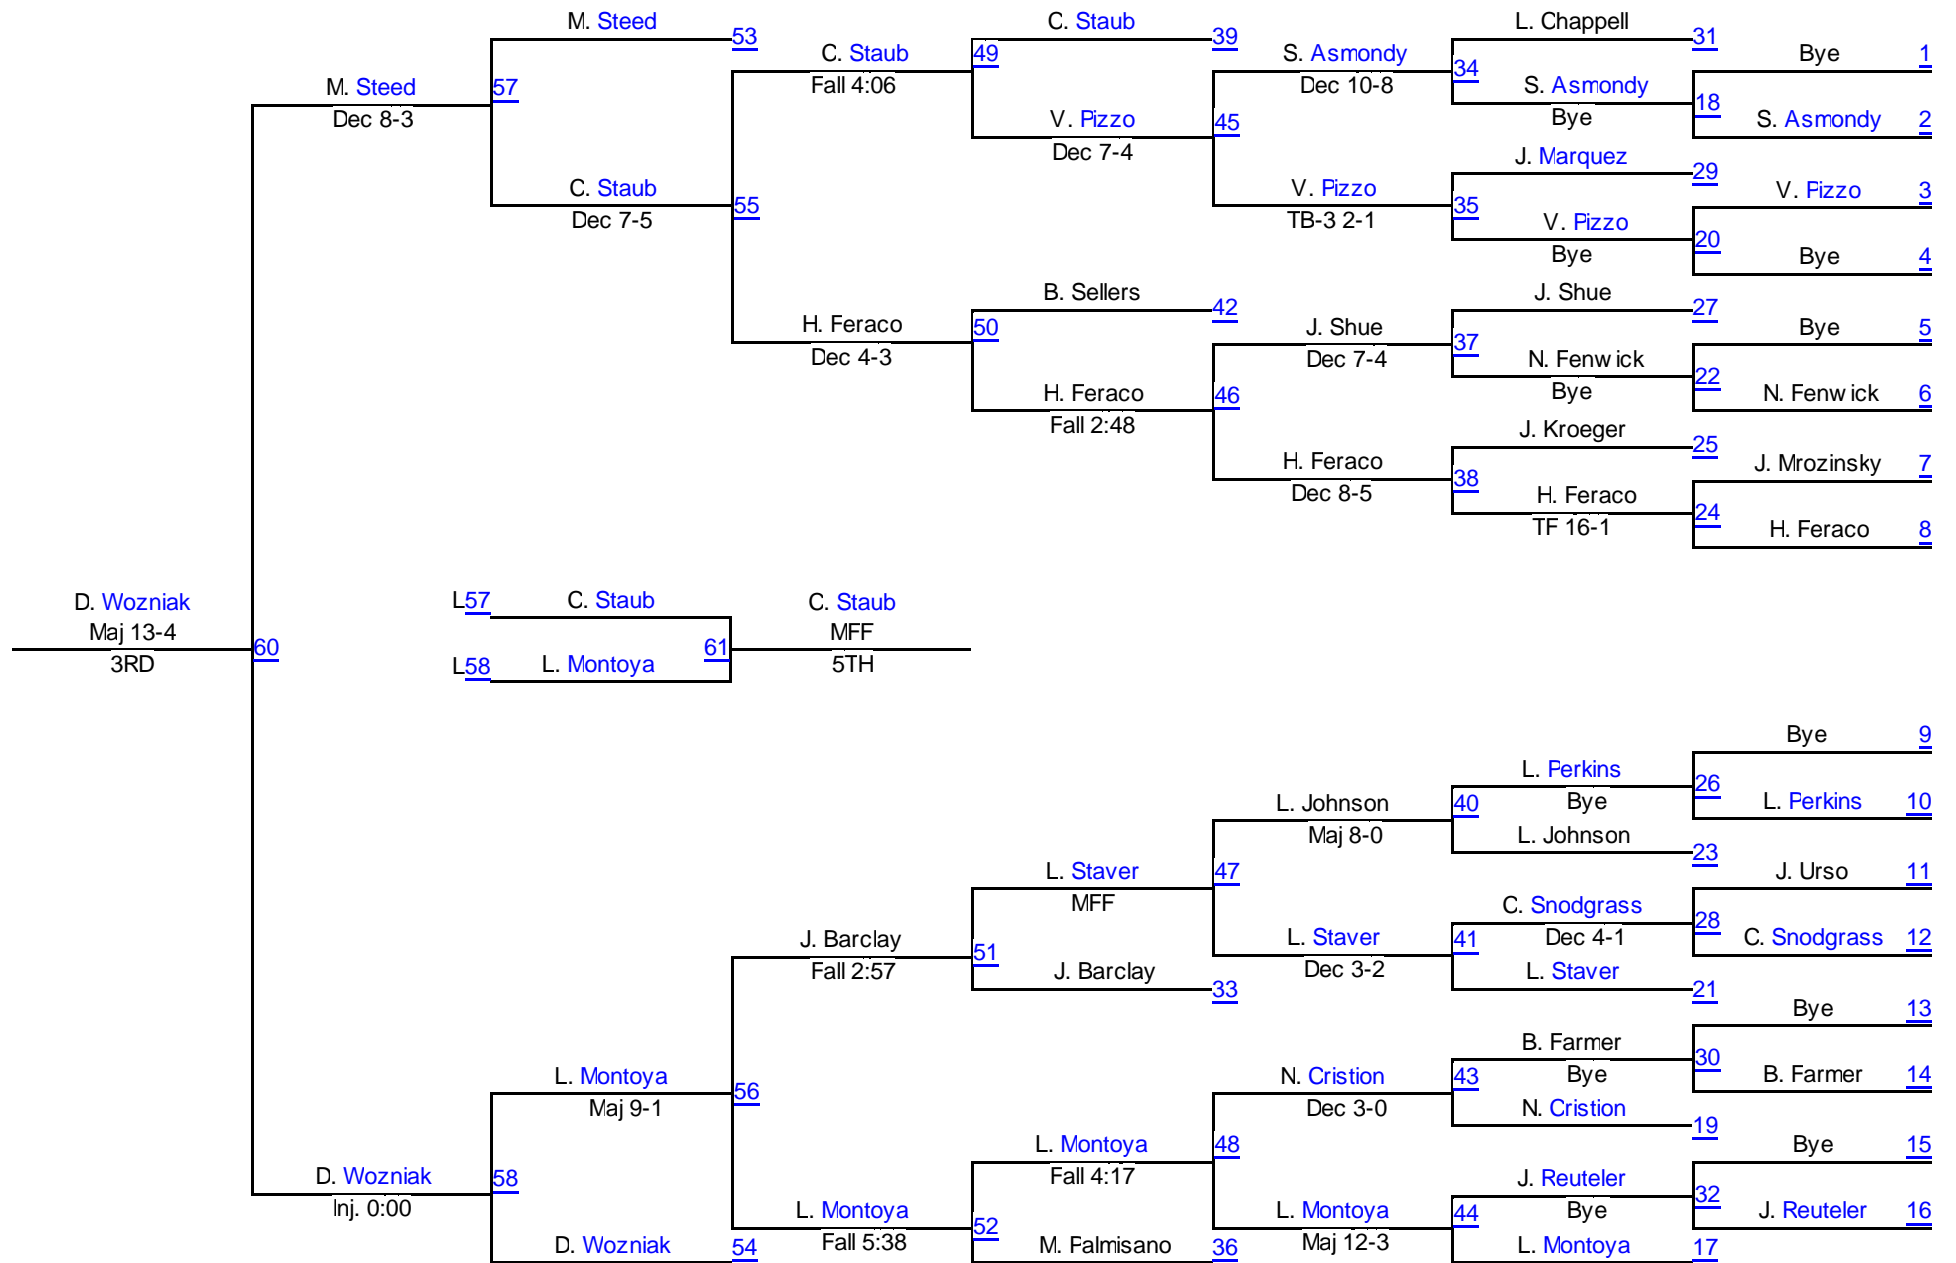 M. Steed
53
C. Staub
39
L. Chappell
31
C. Staub
49
S. Asmondy
34
Bye
1
M. Steed
57
Fall 4:06
Dec 10-8
S. Asmondy
18
Dec 8-3
V. Pizzo
45
Bye
S. Asmondy
2
Dec 7-4
J. Marquez
29
C. Staub
55
V. Pizzo
35
V. Pizzo
3
Dec 7-5
TB-3 2-1
V. Pizzo
20
Bye
Bye
4
B. Sellers
42
J. Shue
27
H. Feraco
50
J. Shue
37
Bye
5
Dec 4-3
Dec 7-4
N. Fenwick
22
H. Feraco
46
Bye
N. Fenwick
6
Fall 2:48
J. Kroeger
25
H. Feraco
38
J. Mrozinsky
7
Dec 8-5
H. Feraco
24
TF 16-1
H. Feraco
8
D. Wozniak
L57
C. Staub
C. Staub
Maj 13-4
60
61
MFF
3RD
L58
L. Montoya
5TH
Bye
9
L. Perkins
26
L. Johnson
40
Bye
L. Perkins
10
Maj 8-0
L. Johnson
23
L. Staver
47
J. Urso
11
MFF
C. Snodgrass
28
J. Barclay
51
L. Staver
41
Dec 4-1
C. Snodgrass
12
Fall 2:57
J. Barclay
33
Dec 3-2
L. Staver
21
Bye
13
B. Farmer
30
L. Montoya
56
N. Cristion
43
Bye
B. Farmer
14
Maj 9-1
Dec 3-0
N. Cristion
19
L. Montoya
48
Bye
15
D. Wozniak
58
Fall 4:17
J. Reuteler
32
Inj. 0:00
L. Montoya
52
L. Montoya
44
Bye
J. Reuteler
16
D. Wozniak
54
Fall 5:38
M. Palmisano
36
Maj 12-3
L. Montoya
17